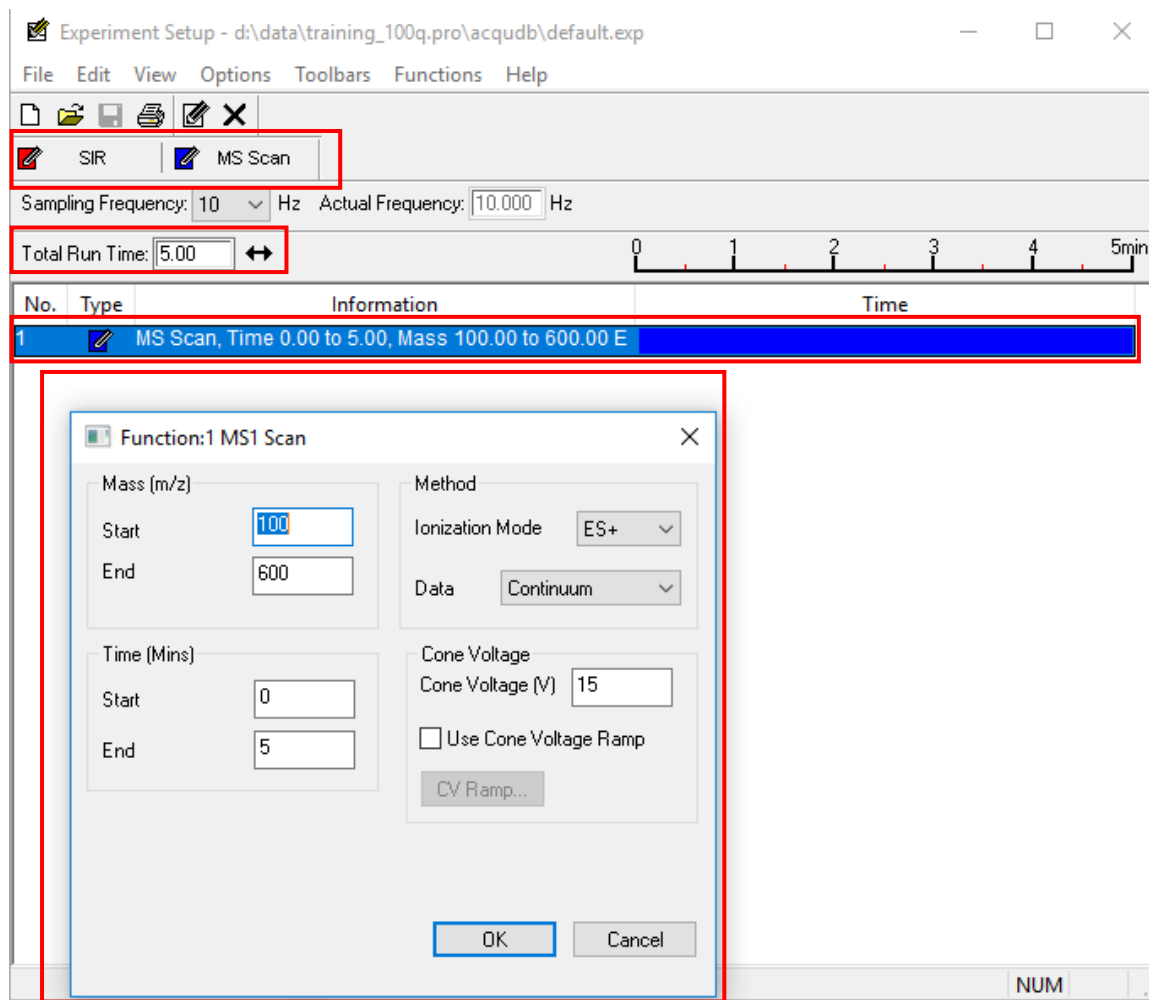 Experiment Setup - d:\data\training_100q.pro\acqudb\default.exp
File Edit View Options Toolbars Functions Help
SIR MS Scan
Sampling Frequency: 10 Hz Actual Frequency: 10.000 Hz
Total Run Time: 5.00 0 1 2 3 4 5min
No. Type Information Time
1 MS Scan, Time 0.00 to 5.00, Mass 100.00 to 600.00 E
Function:1 MS1 Scan
Mass (m/z)
Start 100
End 600
Method
Ionization Mode ES+
Data Continuum
Time (Mins)
Start 0
End 5
Cone Voltage
Cone Voltage (V) 15
Use Cone Voltage Ramp
CV Ramp...
OK Cancel
NUM